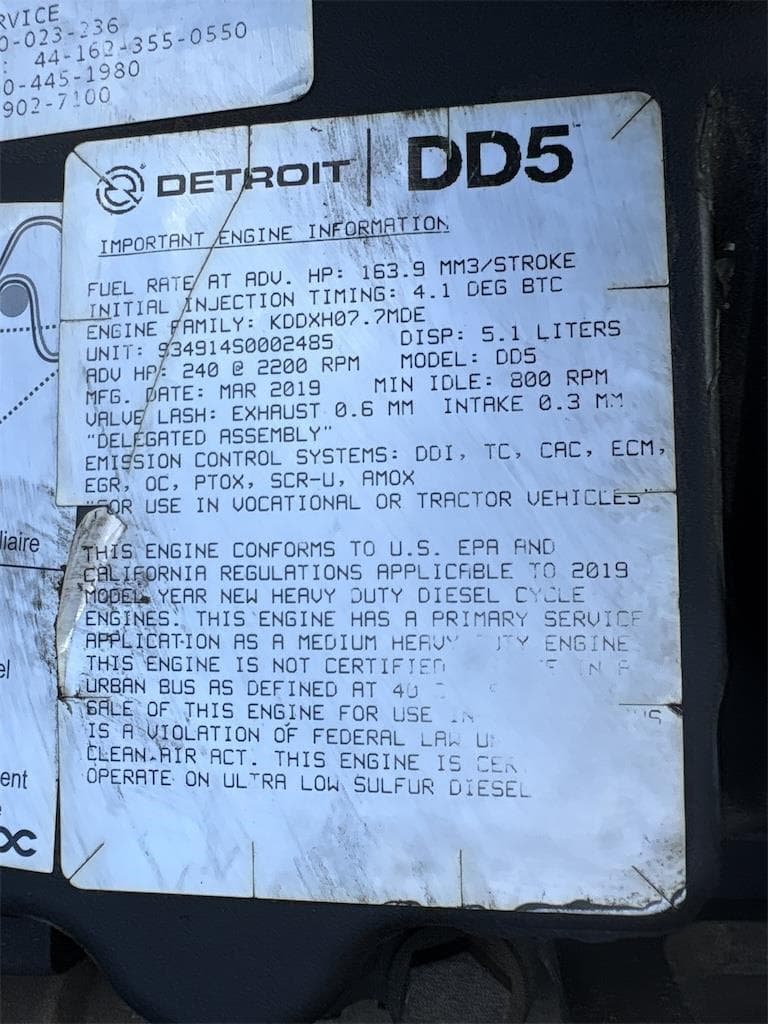 RVICE
0-023-236
: 44-162-355-0550
0-445-1980
902-7100
DETROIT | DD5
IMPORTANT ENGINE INFORMATION
FUEL RATE AT ADV. HP: 163.9 MM3/STROKE
INITIAL INJECTION TIMING: 4.1 DEG BTC
ENGINE FAMILY: KDDXH07.7MDE
UNIT: 934914S0002485 DISP: 5.1 LITERS
ADV HP: 240 @ 2200 RPM MODEL: DD5
MFG. DATE: MAR 2019 MIN IDLE: 800 RPM
VALVE LASH: EXHAUST 0.6 MM INTAKE 0.3 MM
"DELEGATED ASSEMBLY"
EMISSION CONTROL SYSTEMS: DDI, TC, CAC, ECM,
EGR, OC, PTOX, SCR-U, AMOX
"FOR USE IN VOCATIONAL OR TRACTOR VEHICLES"
THIS ENGINE CONFORMS TO U.S. EPA AND
CALIFORNIA REGULATIONS APPLICABLE TO 2019
MODEL YEAR NEW HEAVY DUTY DIESEL CYCLE
ENGINES. THIS ENGINE HAS A PRIMARY SERVICE
APPLICATION AS A MEDIUM HEAVY DUTY ENGINE
THIS ENGINE IS NOT CERTIFIED IN A
URBAN BUS AS DEFINED AT 40
SALE OF THIS ENGINE FOR USE IN
IS A VIOLATION OF FEDERAL LAW
CLEAN AIR ACT. THIS ENGINE IS
OPERATE ON ULTRA LOW SULFUR DIESEL
liaire
el
ent